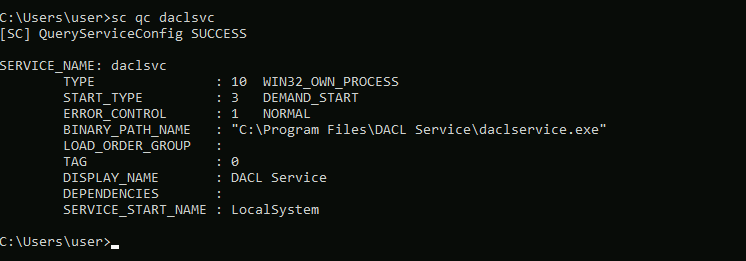 C:\Users\user>sc qc daclsvc
[SC] QueryServiceConfig SUCCESS
SERVICE_NAME: daclsvc
TYPE : 10 WIN32_OWN_PROCESS
START_TYPE : 3 DEMAND_START
ERROR_CONTROL : 1 NORMAL
BINARY_PATH_NAME : "C:\Program Files\DACL Service\daclservice.exe"
LOAD_ORDER_GROUP :
TAG : 0
DISPLAY_NAME : DACL Service
DEPENDENCIES :
SERVICE_START_NAME : LocalSystem
C:\Users\user>